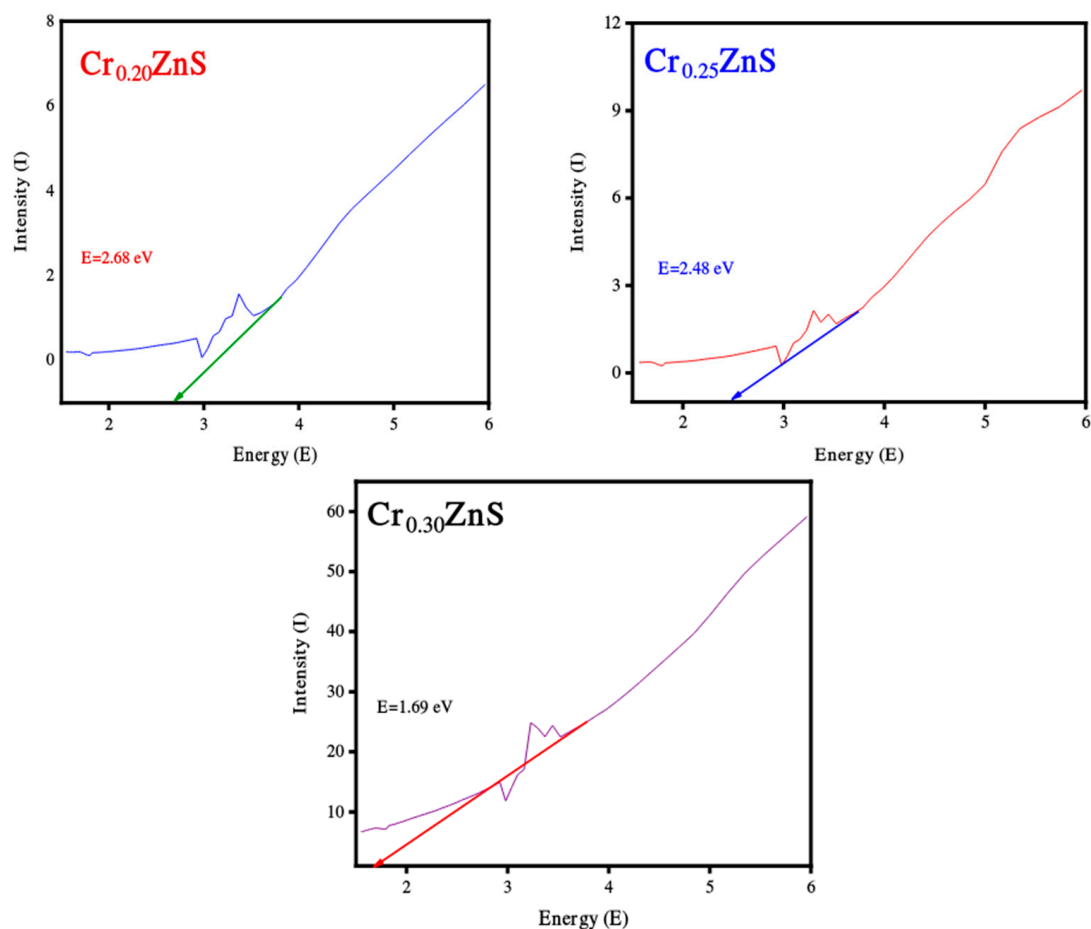 Cr0.20ZnS
E=2.68 eV
Intensity (I)
8
6
4
2
0
2 3 4 5 6
Energy (E)
Cr0.25ZnS
E=2.48 eV
Intensity (I)
12
9
6
3
0
2 3 4 5 6
Energy (E)
Cr0.30ZnS
E=1.69 eV
Intensity (I)
60
50
40
30
20
10
2 3 4 5 6
Energy (E)